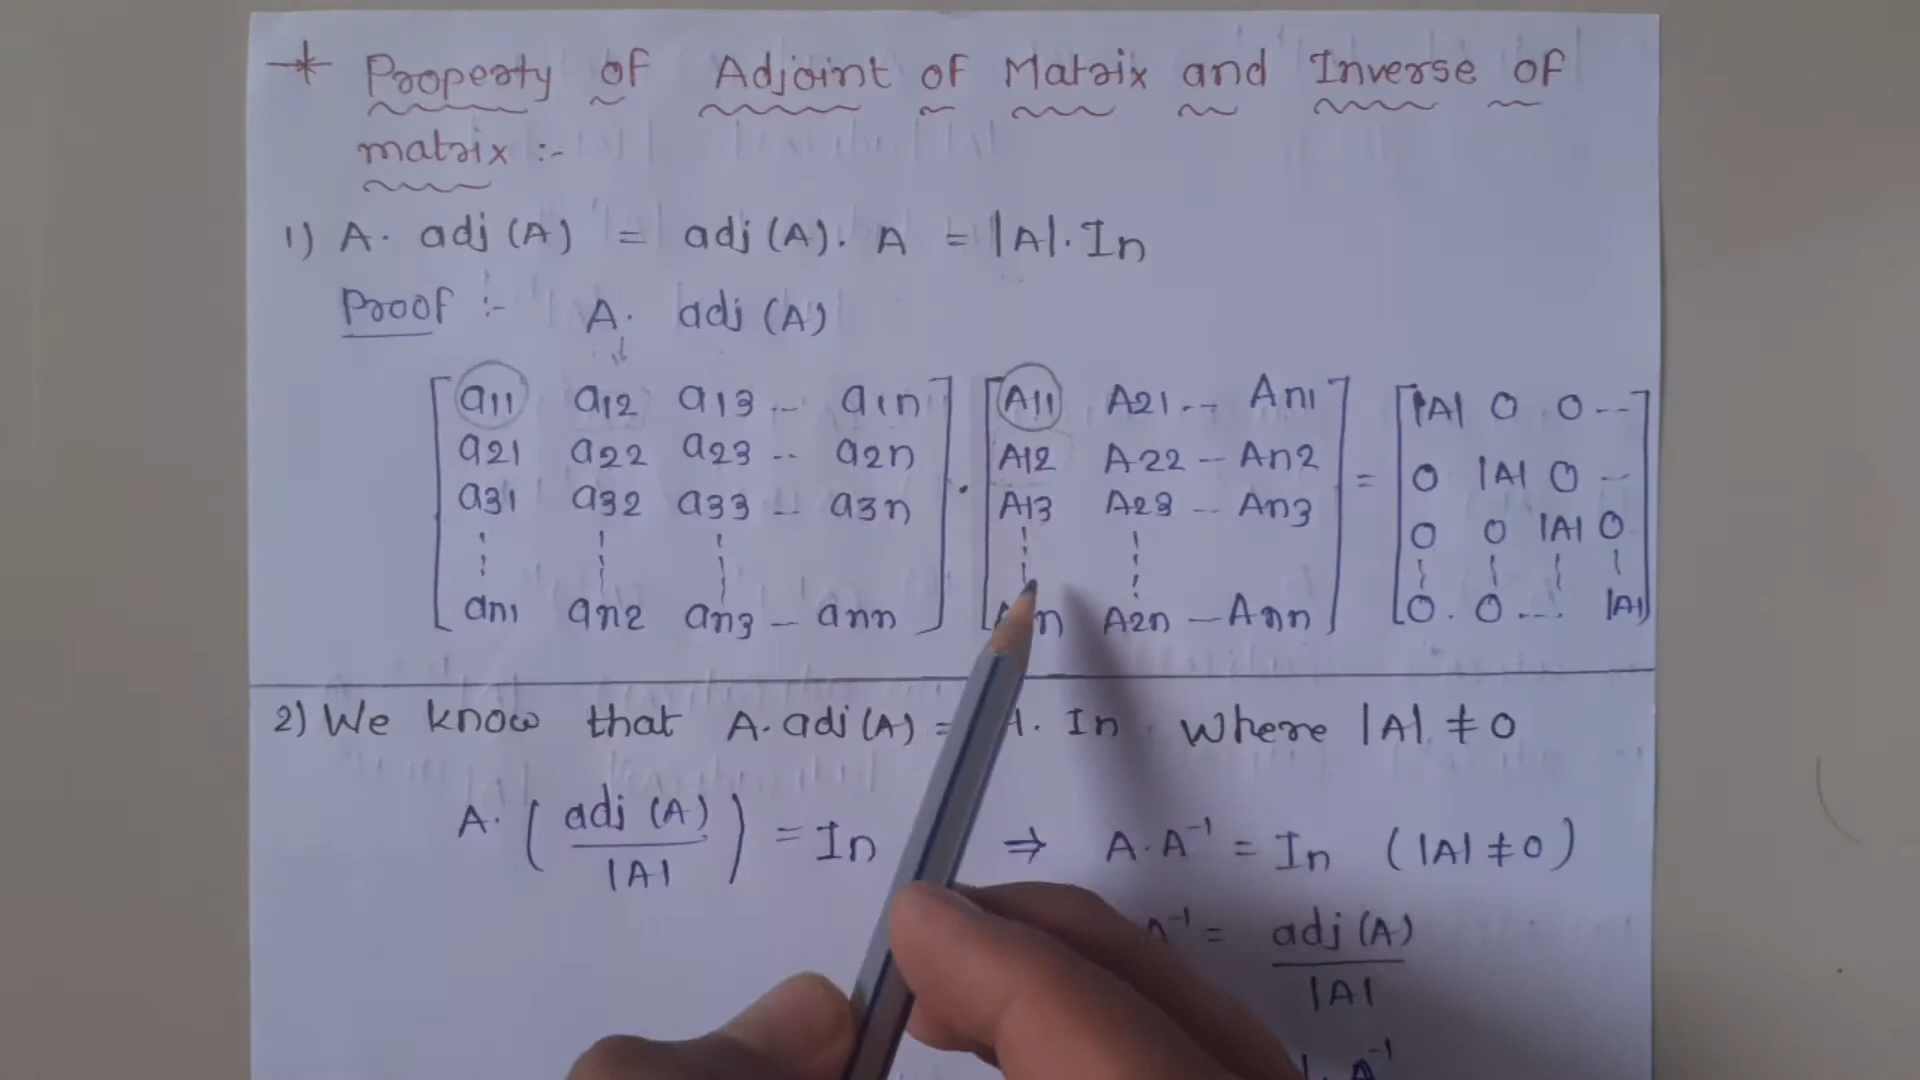 * Property of Adjoint of Matrix and Inverse of
matrix :-
1) A. adj (A) = adj (A). A = |A|. In
Proof :- A. adj (A)
[ a11 a12 a13 -- a1n ] . [ A11 A21 -- An1 ] = [ |A| 0 0 -- ]
a21 a22 a23 -- a2n A12 A22 -- An2 0 |A| 0 --
a31 a32 a33 -- a3n A13 A23 -- An3 0 0 |A| 0
an1 an2 an3 -- ann n A2n -- Ann 0. 0 ... |A|
2) We know that A. adj (A) = . In where |A| ≠ 0
A. ( adj (A) / |A| ) = In ⇒ A. A⁻¹ = In ( |A| ≠ 0 )
A⁻¹ = adj (A) / |A|
. A⁻¹